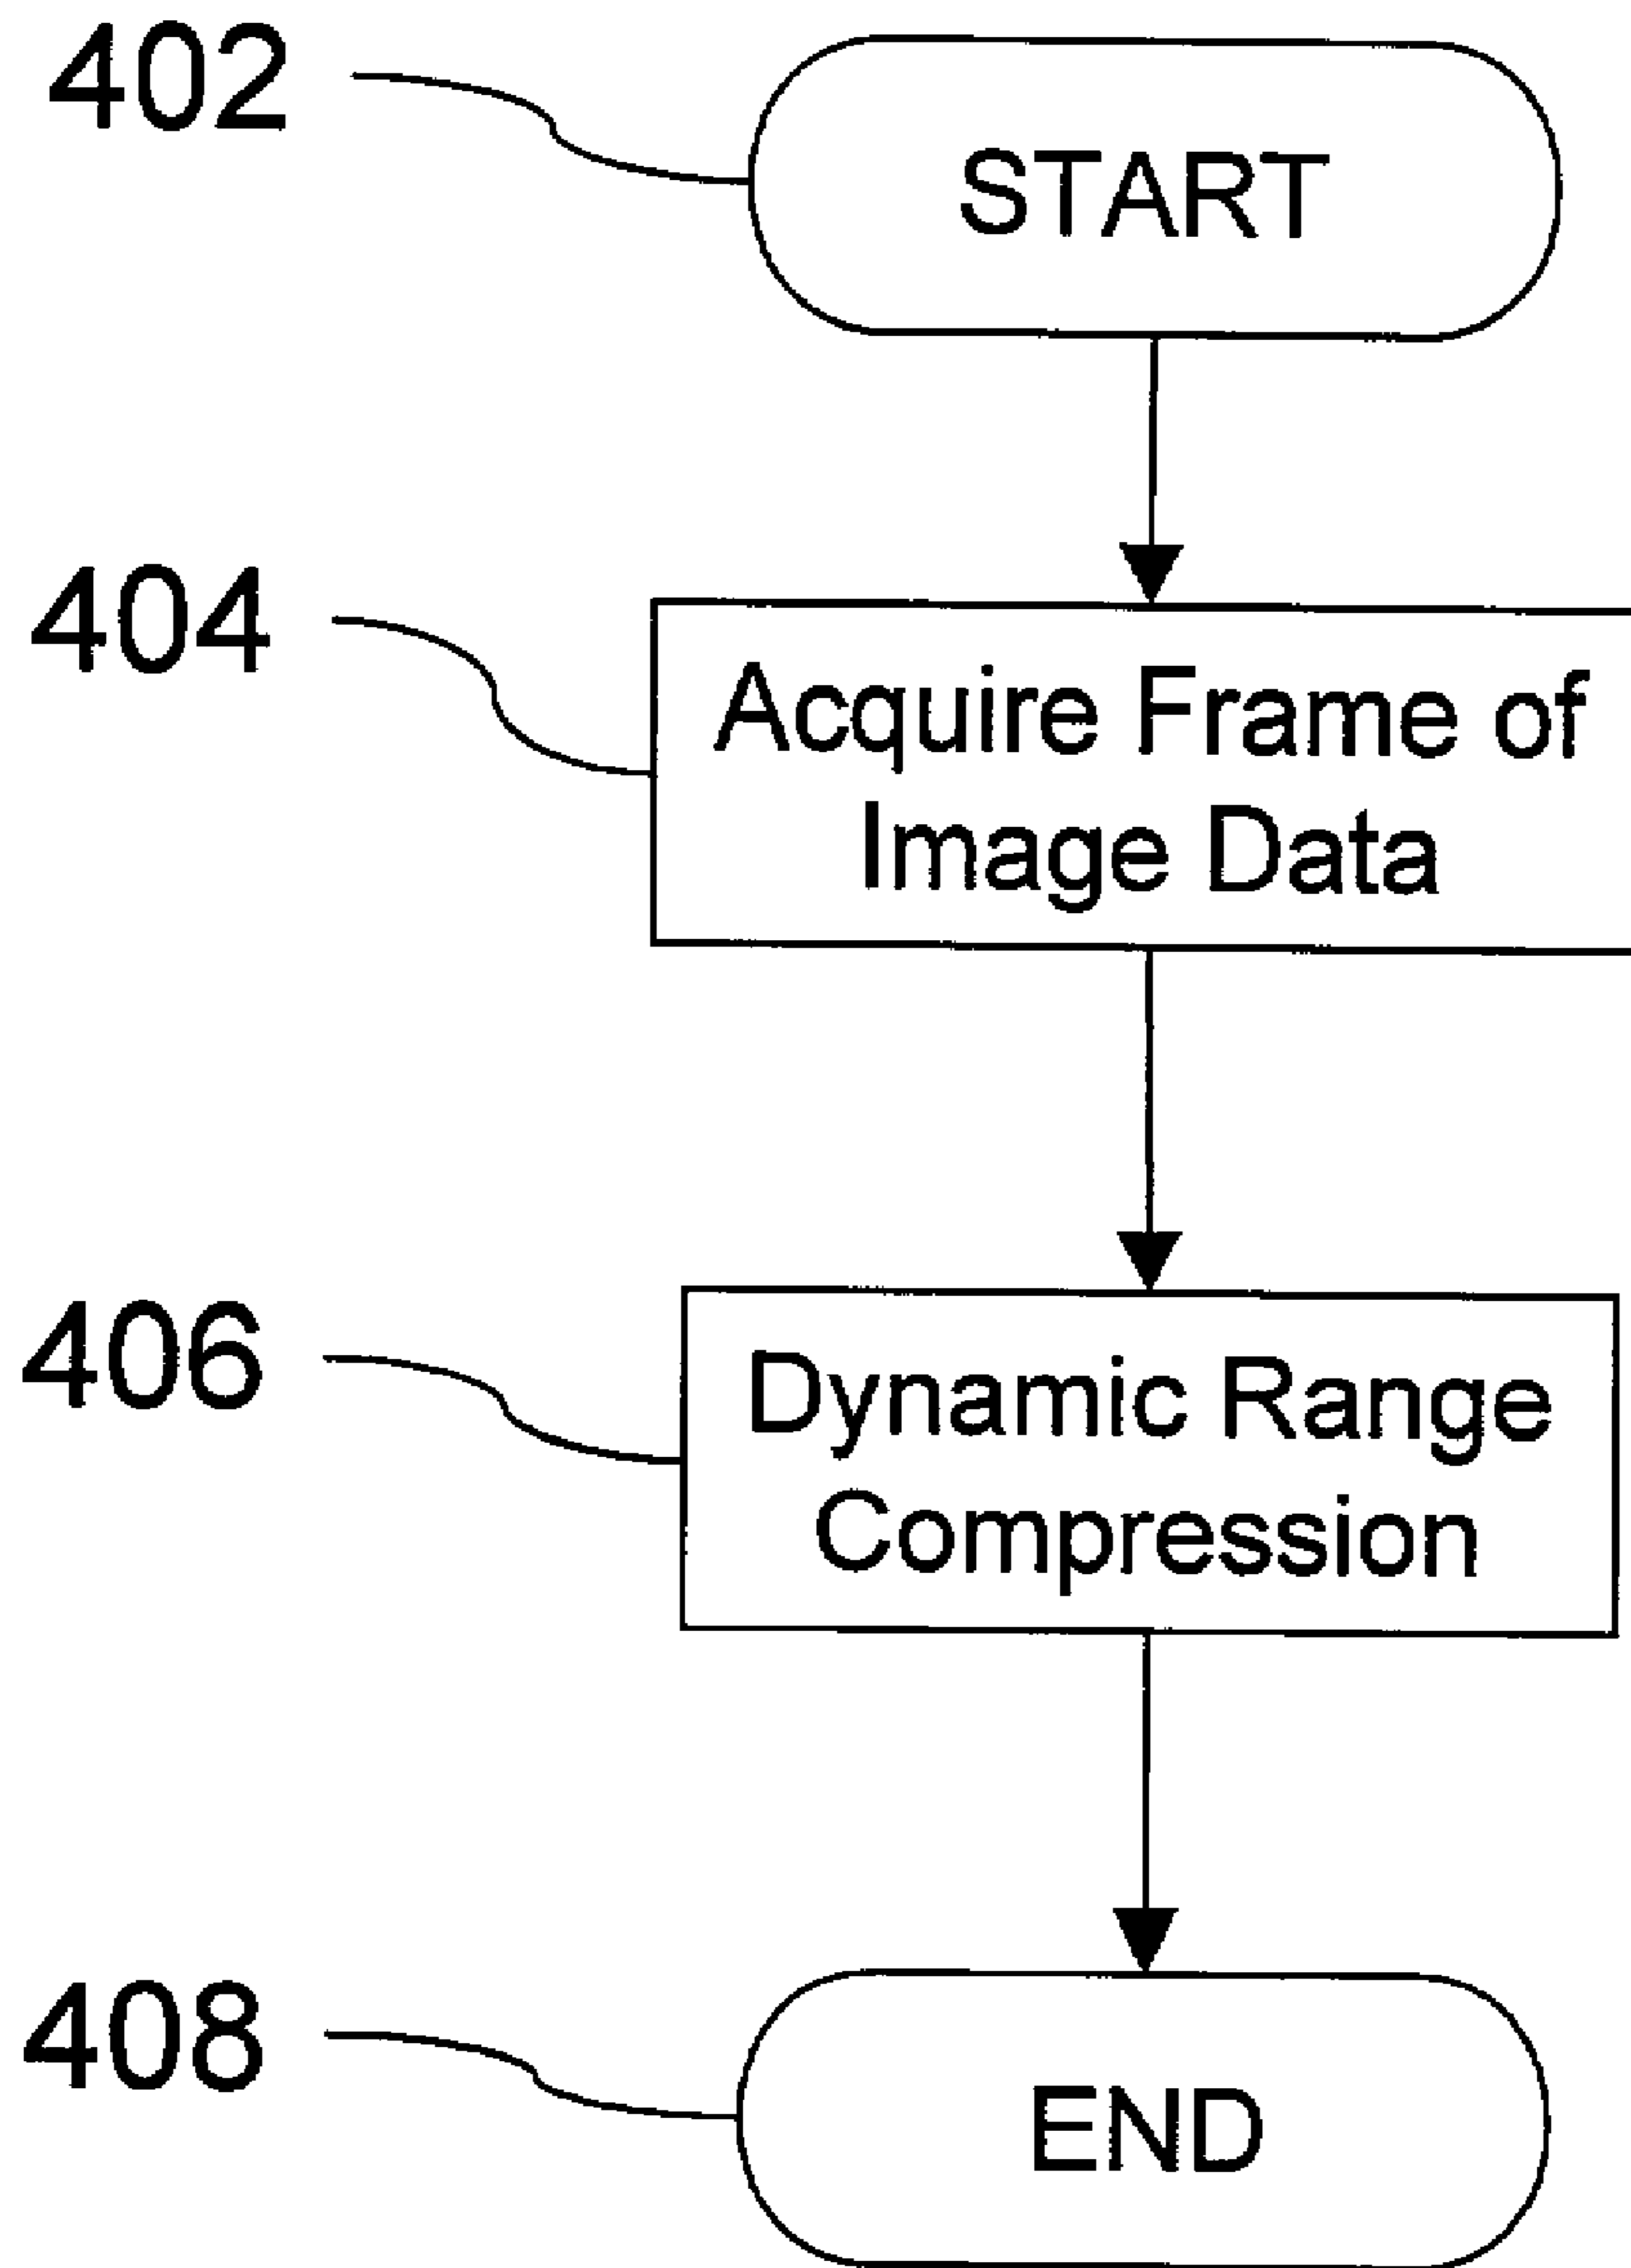 402
START
404
Acquire Frame of
Image Data
406
Dynamic Range
Compression
408
END